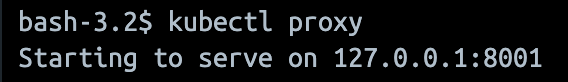 bash-3.2$ kubectl proxy
Starting to serve on 127.0.0.1:8001